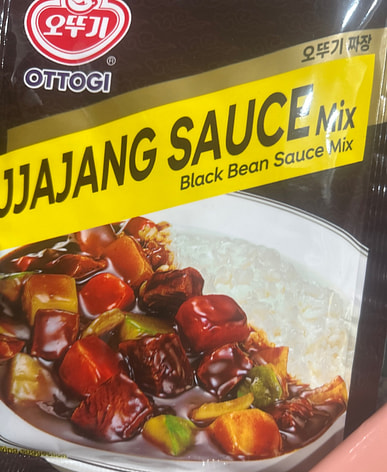 오뚜기
®
OTTOGI
오뚜기 짜장
JJAJANG SAUCE Mix
Black Bean Sauce Mix